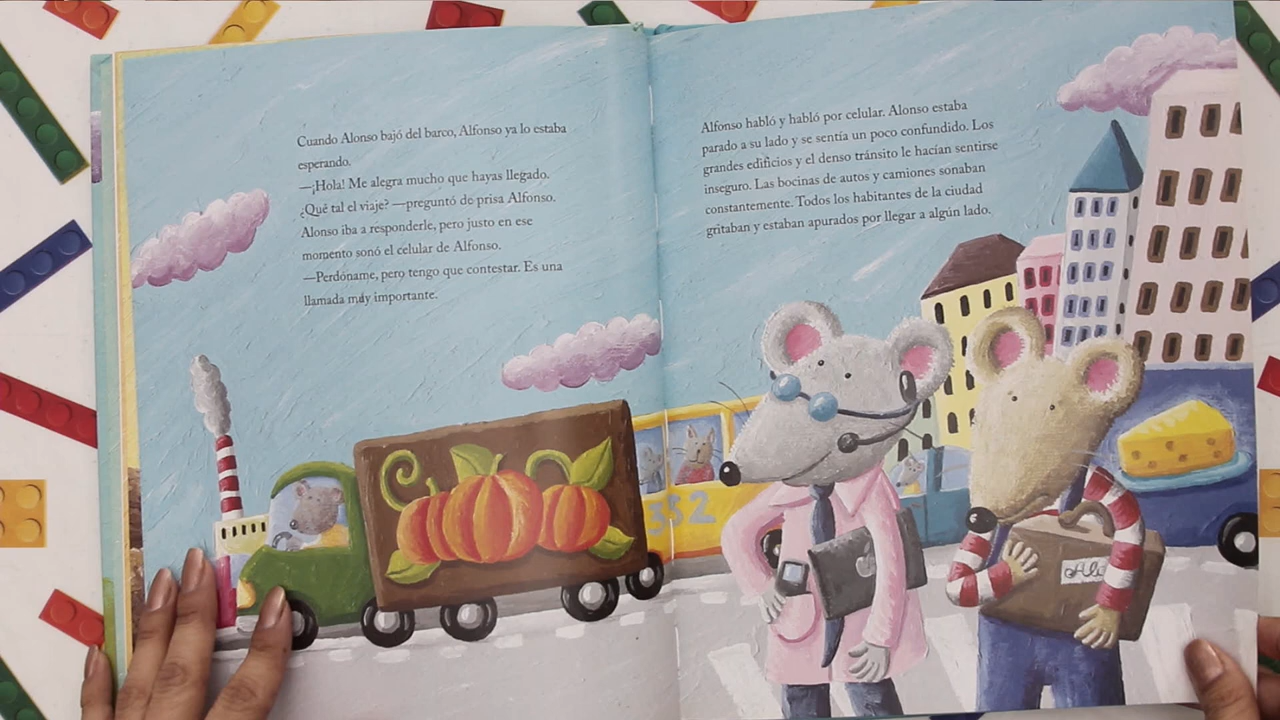 Cuando Alonso bajó del barco, Alfonso ya lo estaba
esperando.
—¡Hola! Me alegra mucho que hayas llegado.
¿Qué tal el viaje? —preguntó de prisa Alfonso.
Alonso iba a responderle, pero justo en ese
momento sonó el celular de Alfonso.
—Perdóname, pero tengo que contestar. Es una
llamada muy importante.
Alfonso habló y habló por celular. Alonso estaba
parado a su lado y se sentía un poco confundido. Los
grandes edificios y el denso tránsito le hacían sentirse
inseguro. Las bocinas de autos y camiones sonaban
constantemente. Todos los habitantes de la ciudad
gritaban y estaban apurados por llegar a algún lado.
352